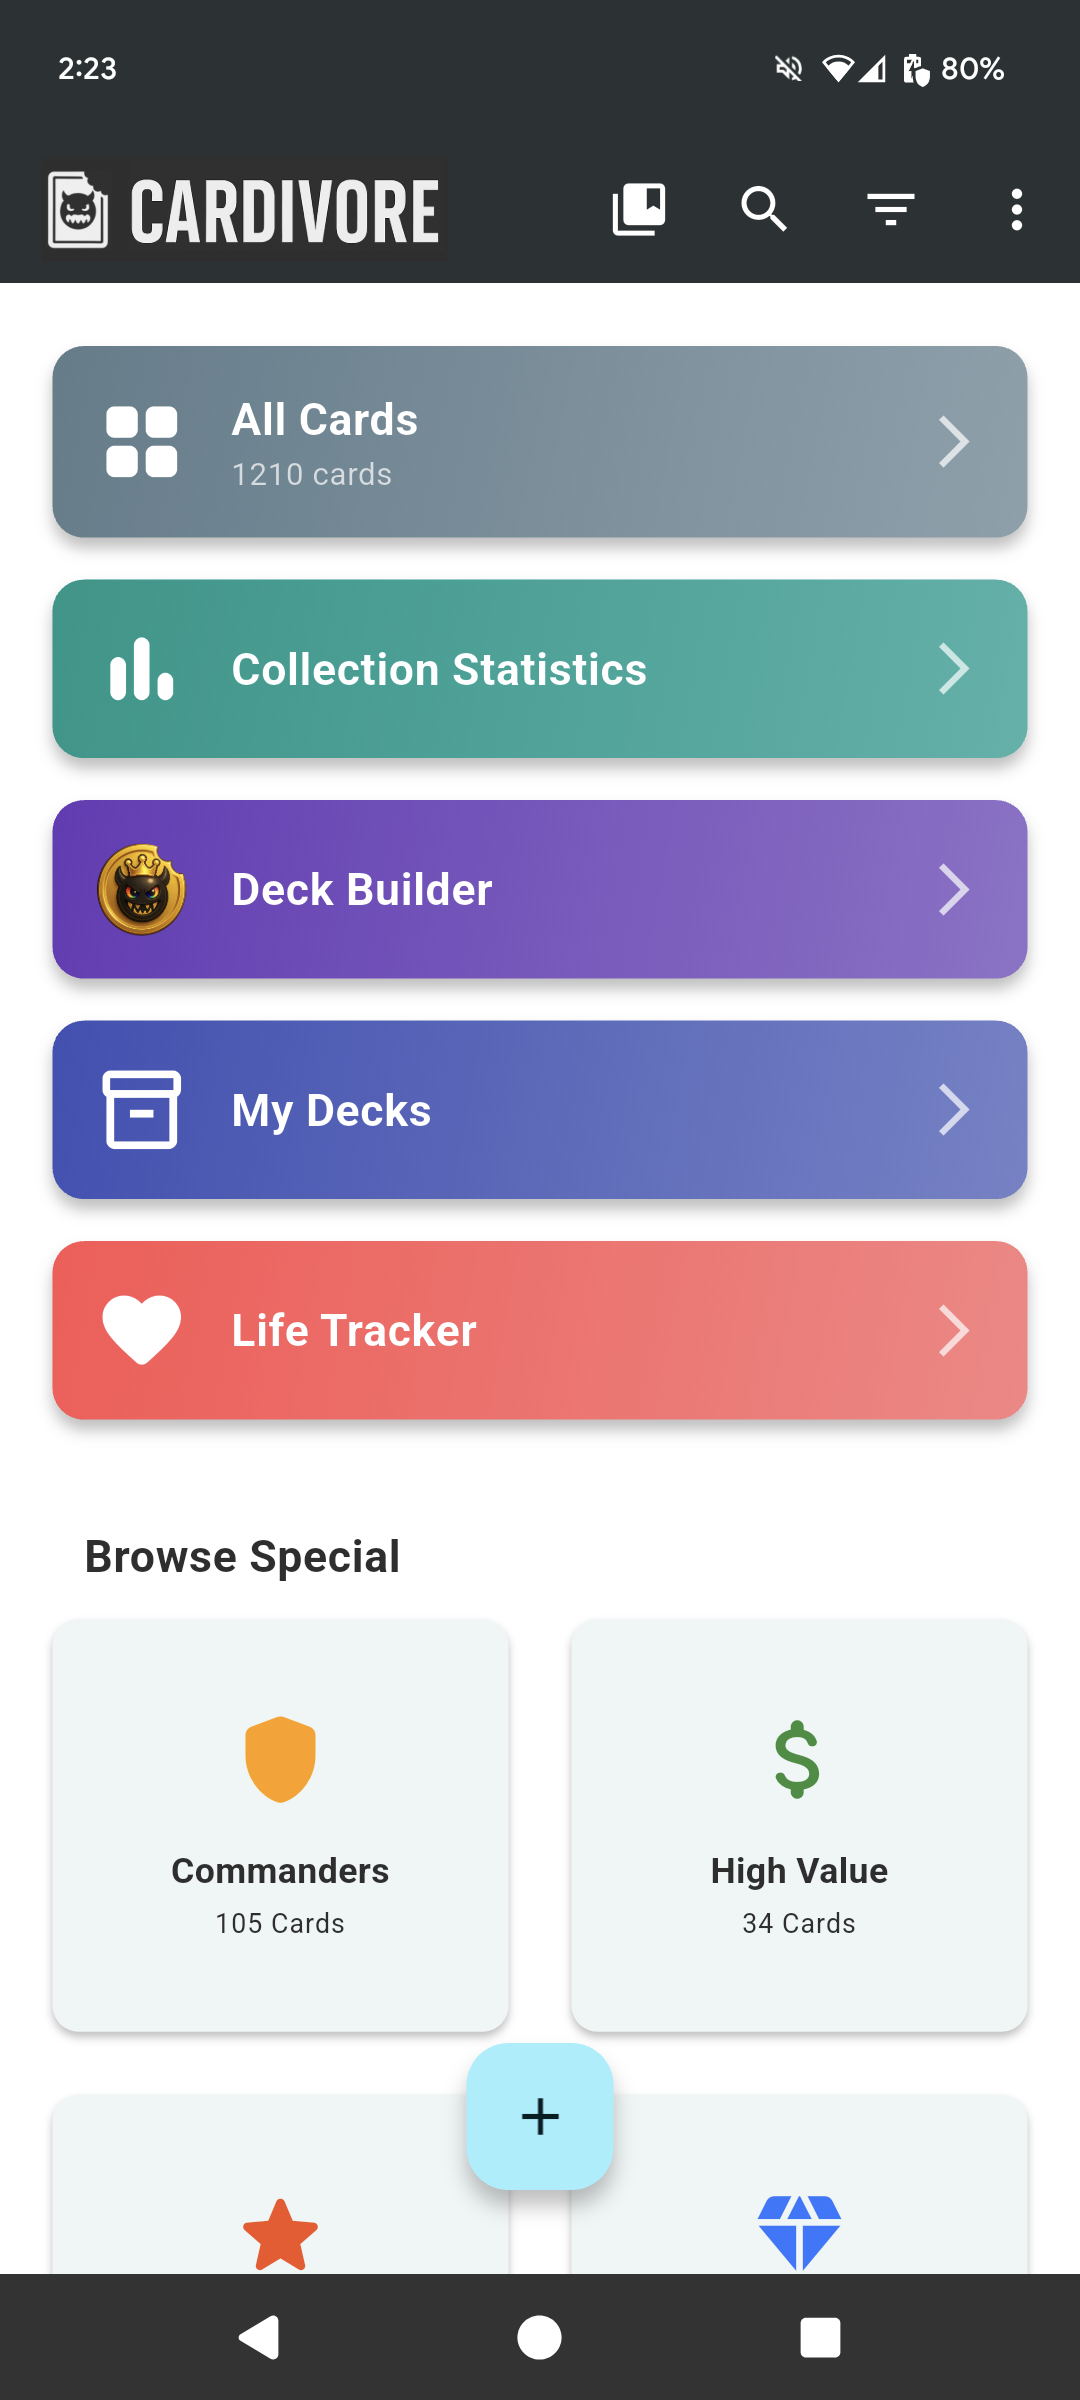 2:23
80%
CARDIVORE
All Cards
1210 cards
Collection Statistics
Deck Builder
My Decks
Life Tracker
Browse Special
Commanders
105 Cards
High Value
34 Cards